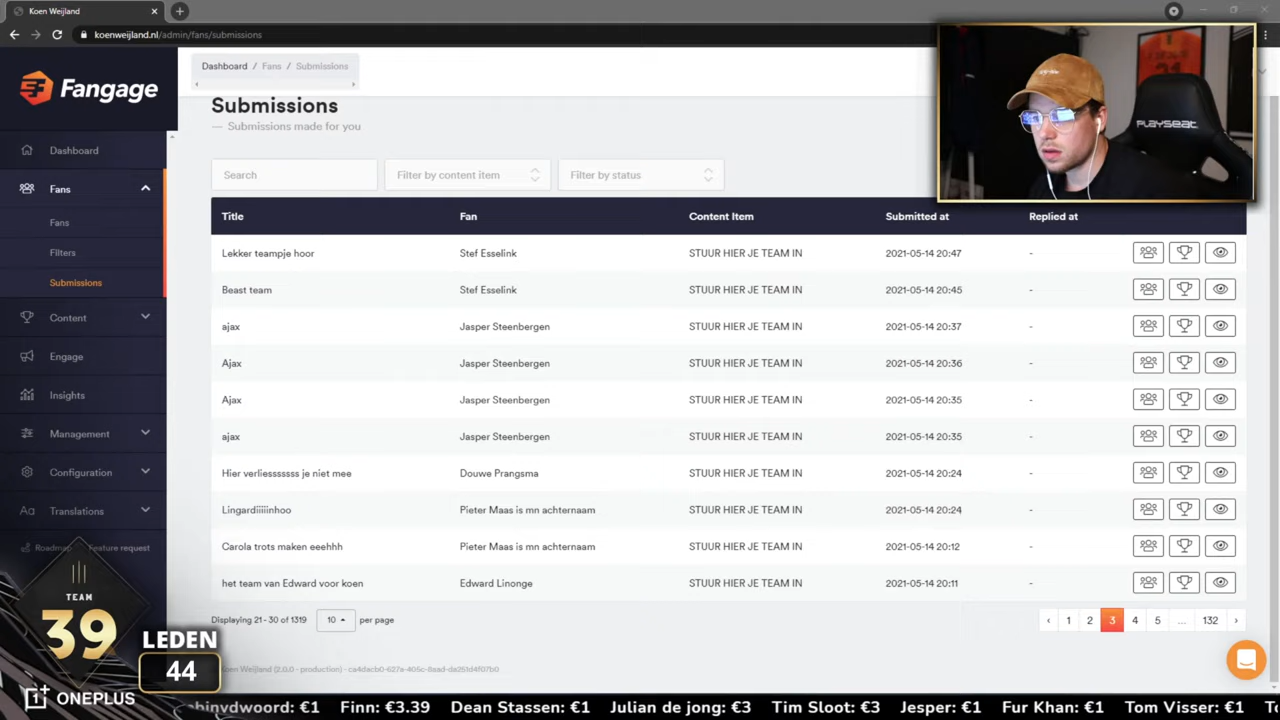 Koen Weijland
koenweijland.nl/admin/fans/submissions
Fangage
Dashboard / Fans / Submissions
Submissions
— Submissions made for you
Dashboard
Fans
Fans
Filters
Submissions
Content
Engage
Insights
Management
Configuration
Aa Translations
Roadmap
Feature request
Search
Filter by content item
Filter by status
Title Fan Content Item Submitted at Replied at
Lekker teampje hoor Stef Esselink STUUR HIER JE TEAM IN 2021-05-14 20:47 -
Beast team Stef Esselink STUUR HIER JE TEAM IN 2021-05-14 20:45 -
ajax Jasper Steenbergen STUUR HIER JE TEAM IN 2021-05-14 20:37 -
Ajax Jasper Steenbergen STUUR HIER JE TEAM IN 2021-05-14 20:36 -
Ajax Jasper Steenbergen STUUR HIER JE TEAM IN 2021-05-14 20:35 -
ajax Jasper Steenbergen STUUR HIER JE TEAM IN 2021-05-14 20:35 -
Hier verliesssssss je niet mee Douwe Prangsma STUUR HIER JE TEAM IN 2021-05-14 20:24 -
Lingardiiiiinhoo Pieter Maas is mn achternaam STUUR HIER JE TEAM IN 2021-05-14 20:24 -
Carola trots maken eeehhh Pieter Maas is mn achternaam STUUR HIER JE TEAM IN 2021-05-14 20:12 -
het team van Edward voor koen Edward Linonge STUUR HIER JE TEAM IN 2021-05-14 20:11 -
Displaying 21 - 30 of 1319 10 per page
‹ 1 2 3 4 5 ... 132 ›
Koen Weijland (2.0.0 - production) - ca4dacb0-627a-405c-8aad-da251d4f07b0
PLAYSEAT
TEAM
39
LEDEN
44
ONEPLUS
binydwoord: €1 Finn: €3.39 Dean Stassen: €1 Julian de jong: €3 Tim Sloot: €3 Jesper: €1 Fur Khan: €1 Tom Visser: €1